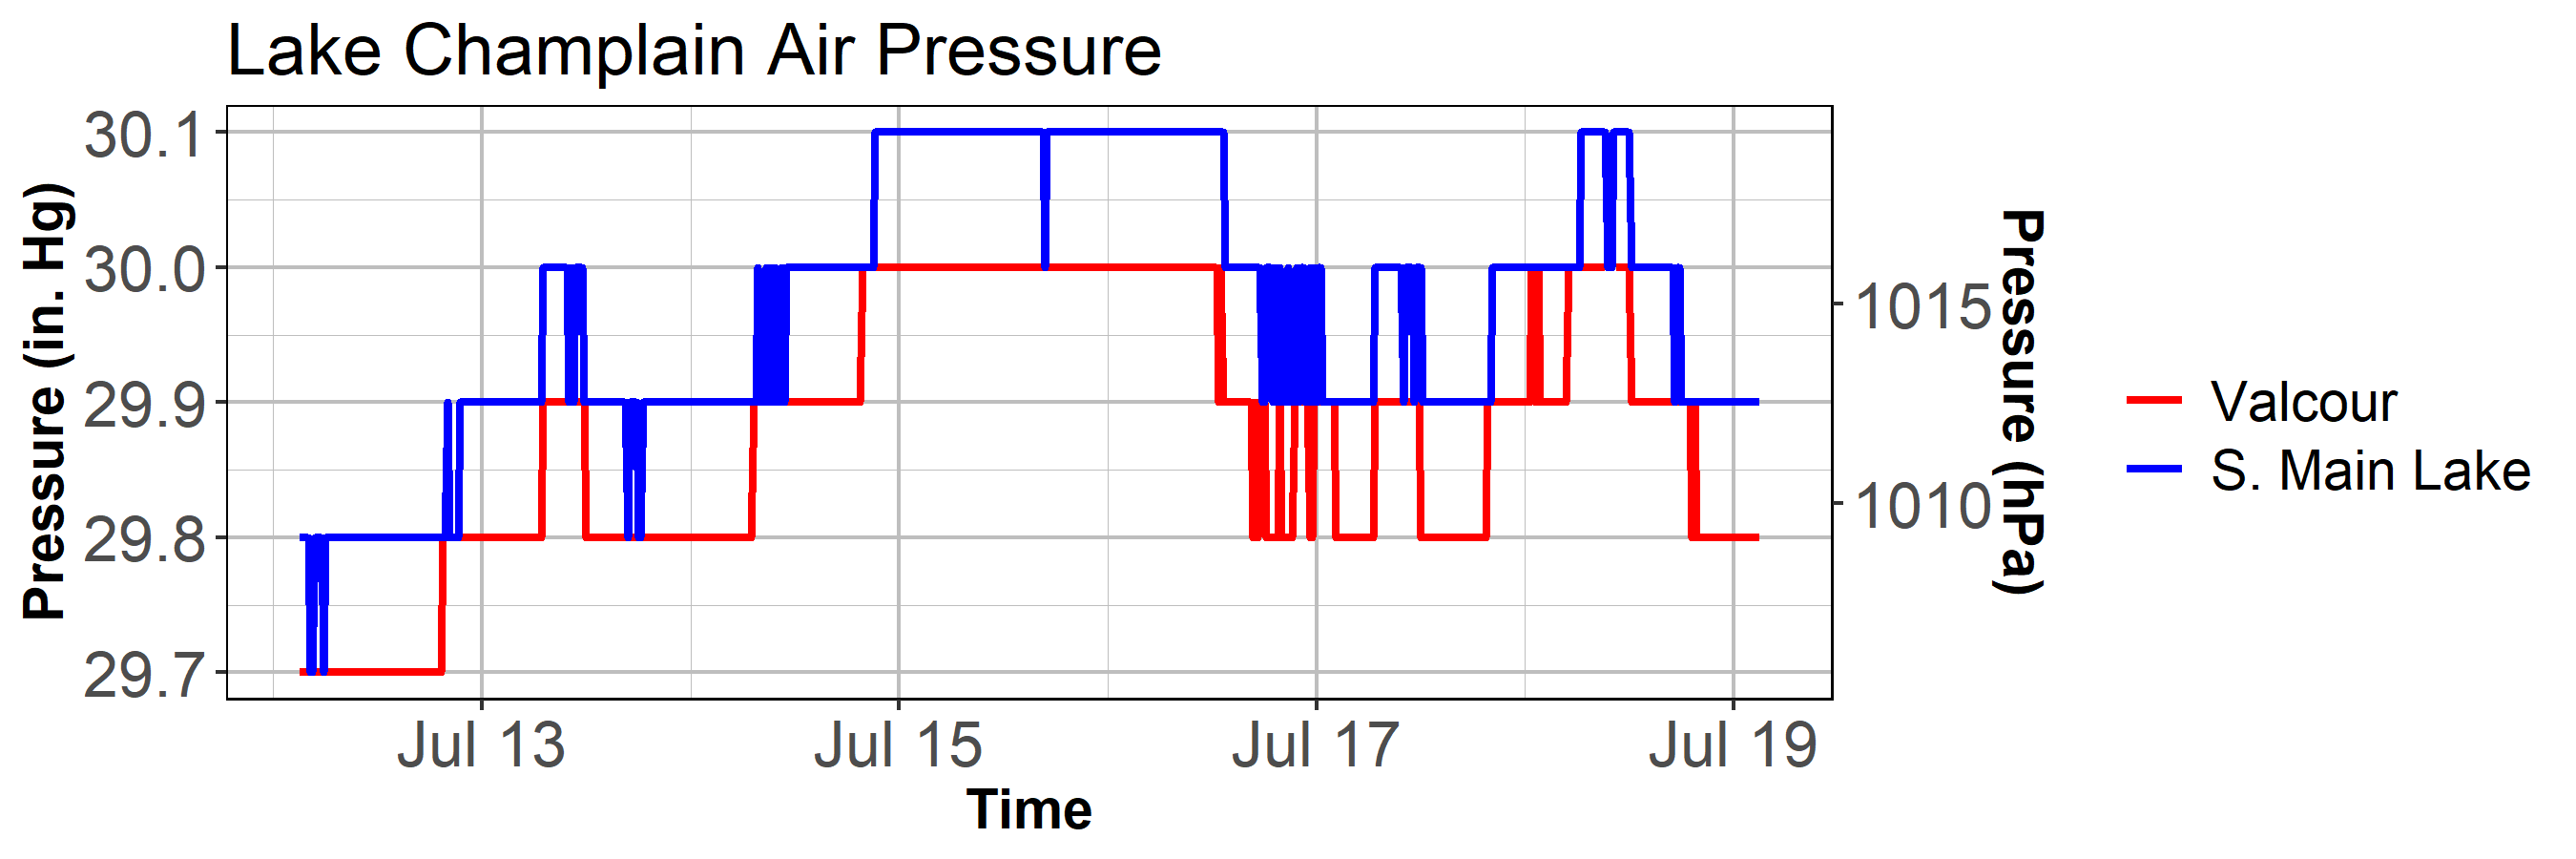 Lake Champlain Air Pressure
Pressure (in. Hg)
30.1
30.0
29.9
29.8
29.7
1015
1010
Pressure (hPa)
Jul 13
Jul 15
Jul 17
Jul 19
Time
Valcour
S. Main Lake